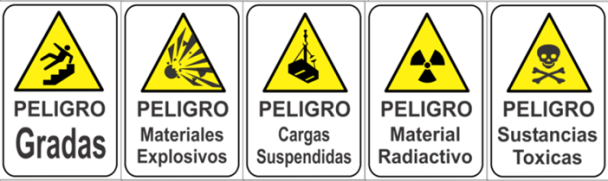 PELIGRO
Gradas
PELIGRO
Materiales
Explosivos
PELIGRO
Cargas
Suspendidas
PELIGRO
Material
Radiactivo
PELIGRO
Sustancias
Toxicas